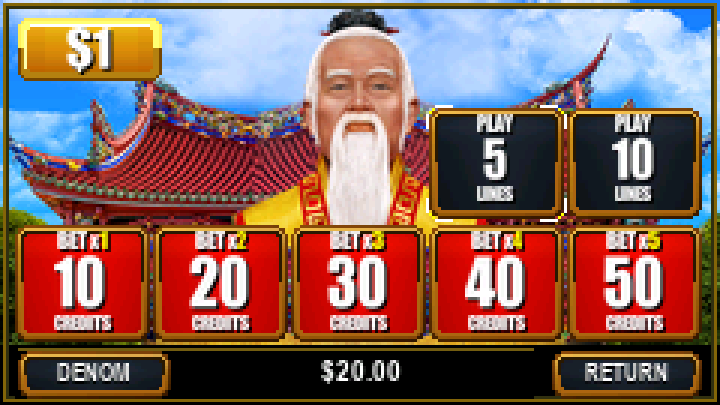 $1
PLAY
5
LINES
PLAY
10
LINES
BET x1
10
CREDITS
BET x2
20
CREDITS
BET x3
30
CREDITS
BET x4
40
CREDITS
BET x5
50
CREDITS
DENOM
$20.00
RETURN